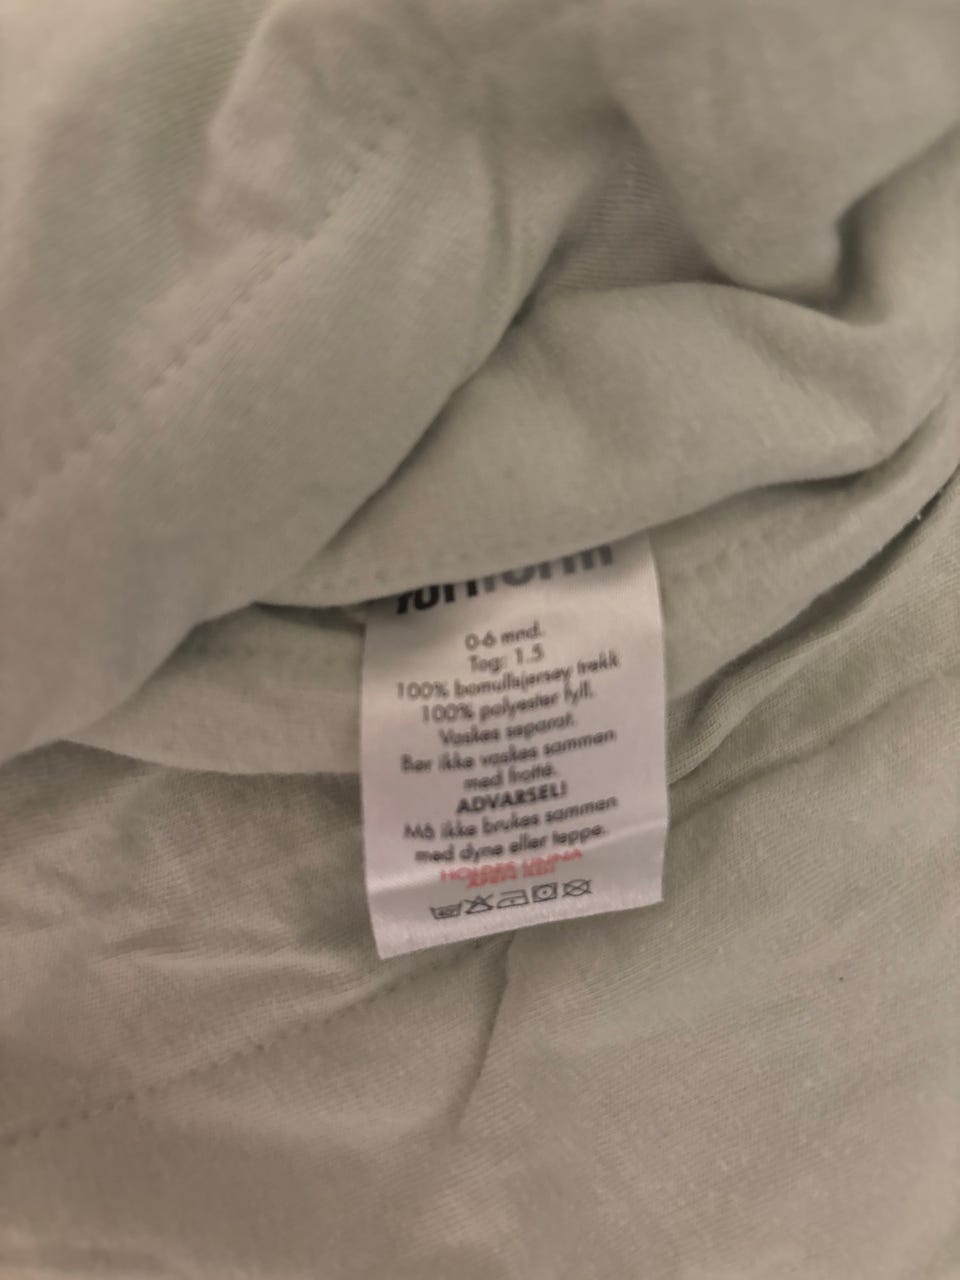 0-6 mnd.
Tog: 1.5
100% bomullsjersey trekk
100% polyester fyll.
Vaskes separat.
Bør ikke vaskes sammen
med frotté.
ADVARSEL!
Må ikke brukes sammen
med dyne eller teppe.